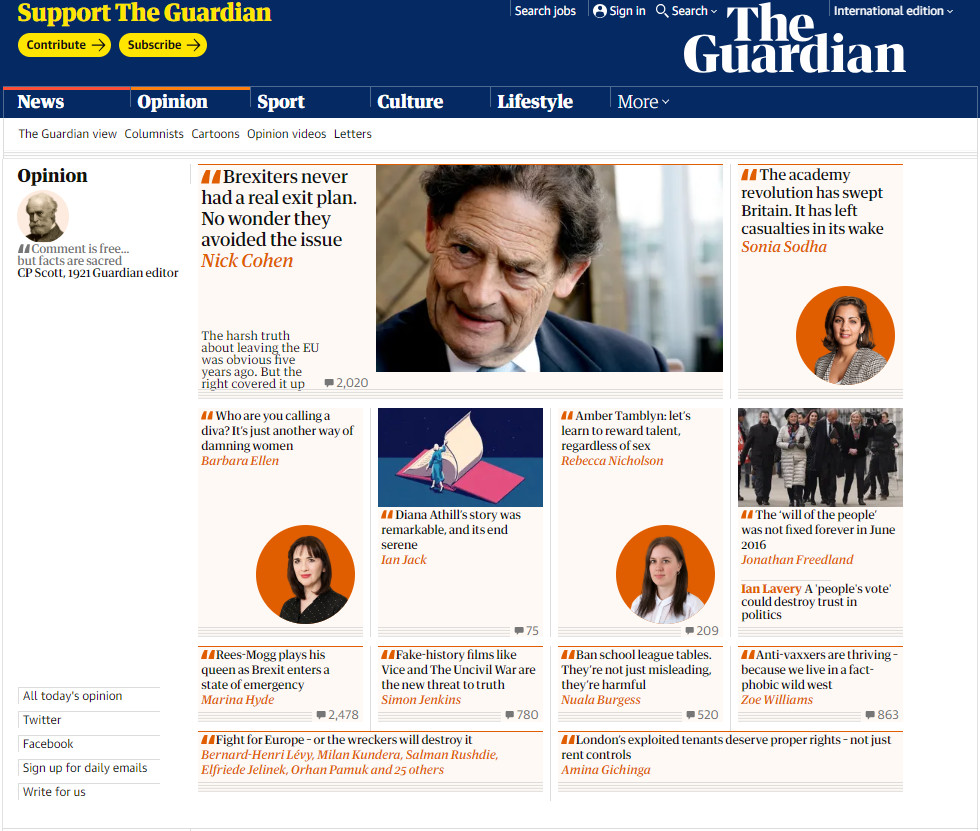 Support The Guardian
Search jobs
Sign in
Search
International edition
Contribute
Subscribe
The
Guardian
News
Opinion
Sport
Culture
Lifestyle
More
The Guardian view
Columnists
Cartoons
Opinion videos
Letters
Opinion
Comment is free...
but facts are sacred
CP Scott, 1921 Guardian editor
Brexiters never
had a real exit plan.
No wonder they
avoided the issue
Nick Cohen
The harsh truth
about leaving the EU
was obvious five
years ago. But the
right covered it up
2,020
The academy
revolution has swept
Britain. It has left
casualties in its wake
Sonia Sodha
Who are you calling a
diva? It's just another way of
damning women
Barbara Ellen
Diana Athill's story was
remarkable, and its end
serene
Ian Jack
75
Amber Tamblyn: let's
learn to reward talent,
regardless of sex
Rebecca Nicholson
209
The 'will of the people'
was not fixed forever in June
2016
Jonathan Freedland
Ian Lavery A 'people's vote'
could destroy trust in
politics
Rees-Mogg plays his
queen as Brexit enters a
state of emergency
Marina Hyde
2,478
Fake-history films like
Vice and The Uncivil War are
the new threat to truth
Simon Jenkins
780
Ban school league tables.
They're not just misleading,
they're harmful
Nuala Burgess
520
Anti-vaxxers are thriving –
because we live in a fact-
phobic wild west
Zoe Williams
863
All today's opinion
Twitter
Facebook
Sign up for daily emails
Write for us
Fight for Europe – or the wreckers will destroy it
Bernard-Henri Lévy, Milan Kundera, Salman Rushdie,
Elfriede Jelinek, Orhan Pamuk and 25 others
London's exploited tenants deserve proper rights – not just
rent controls
Amina Gichinga